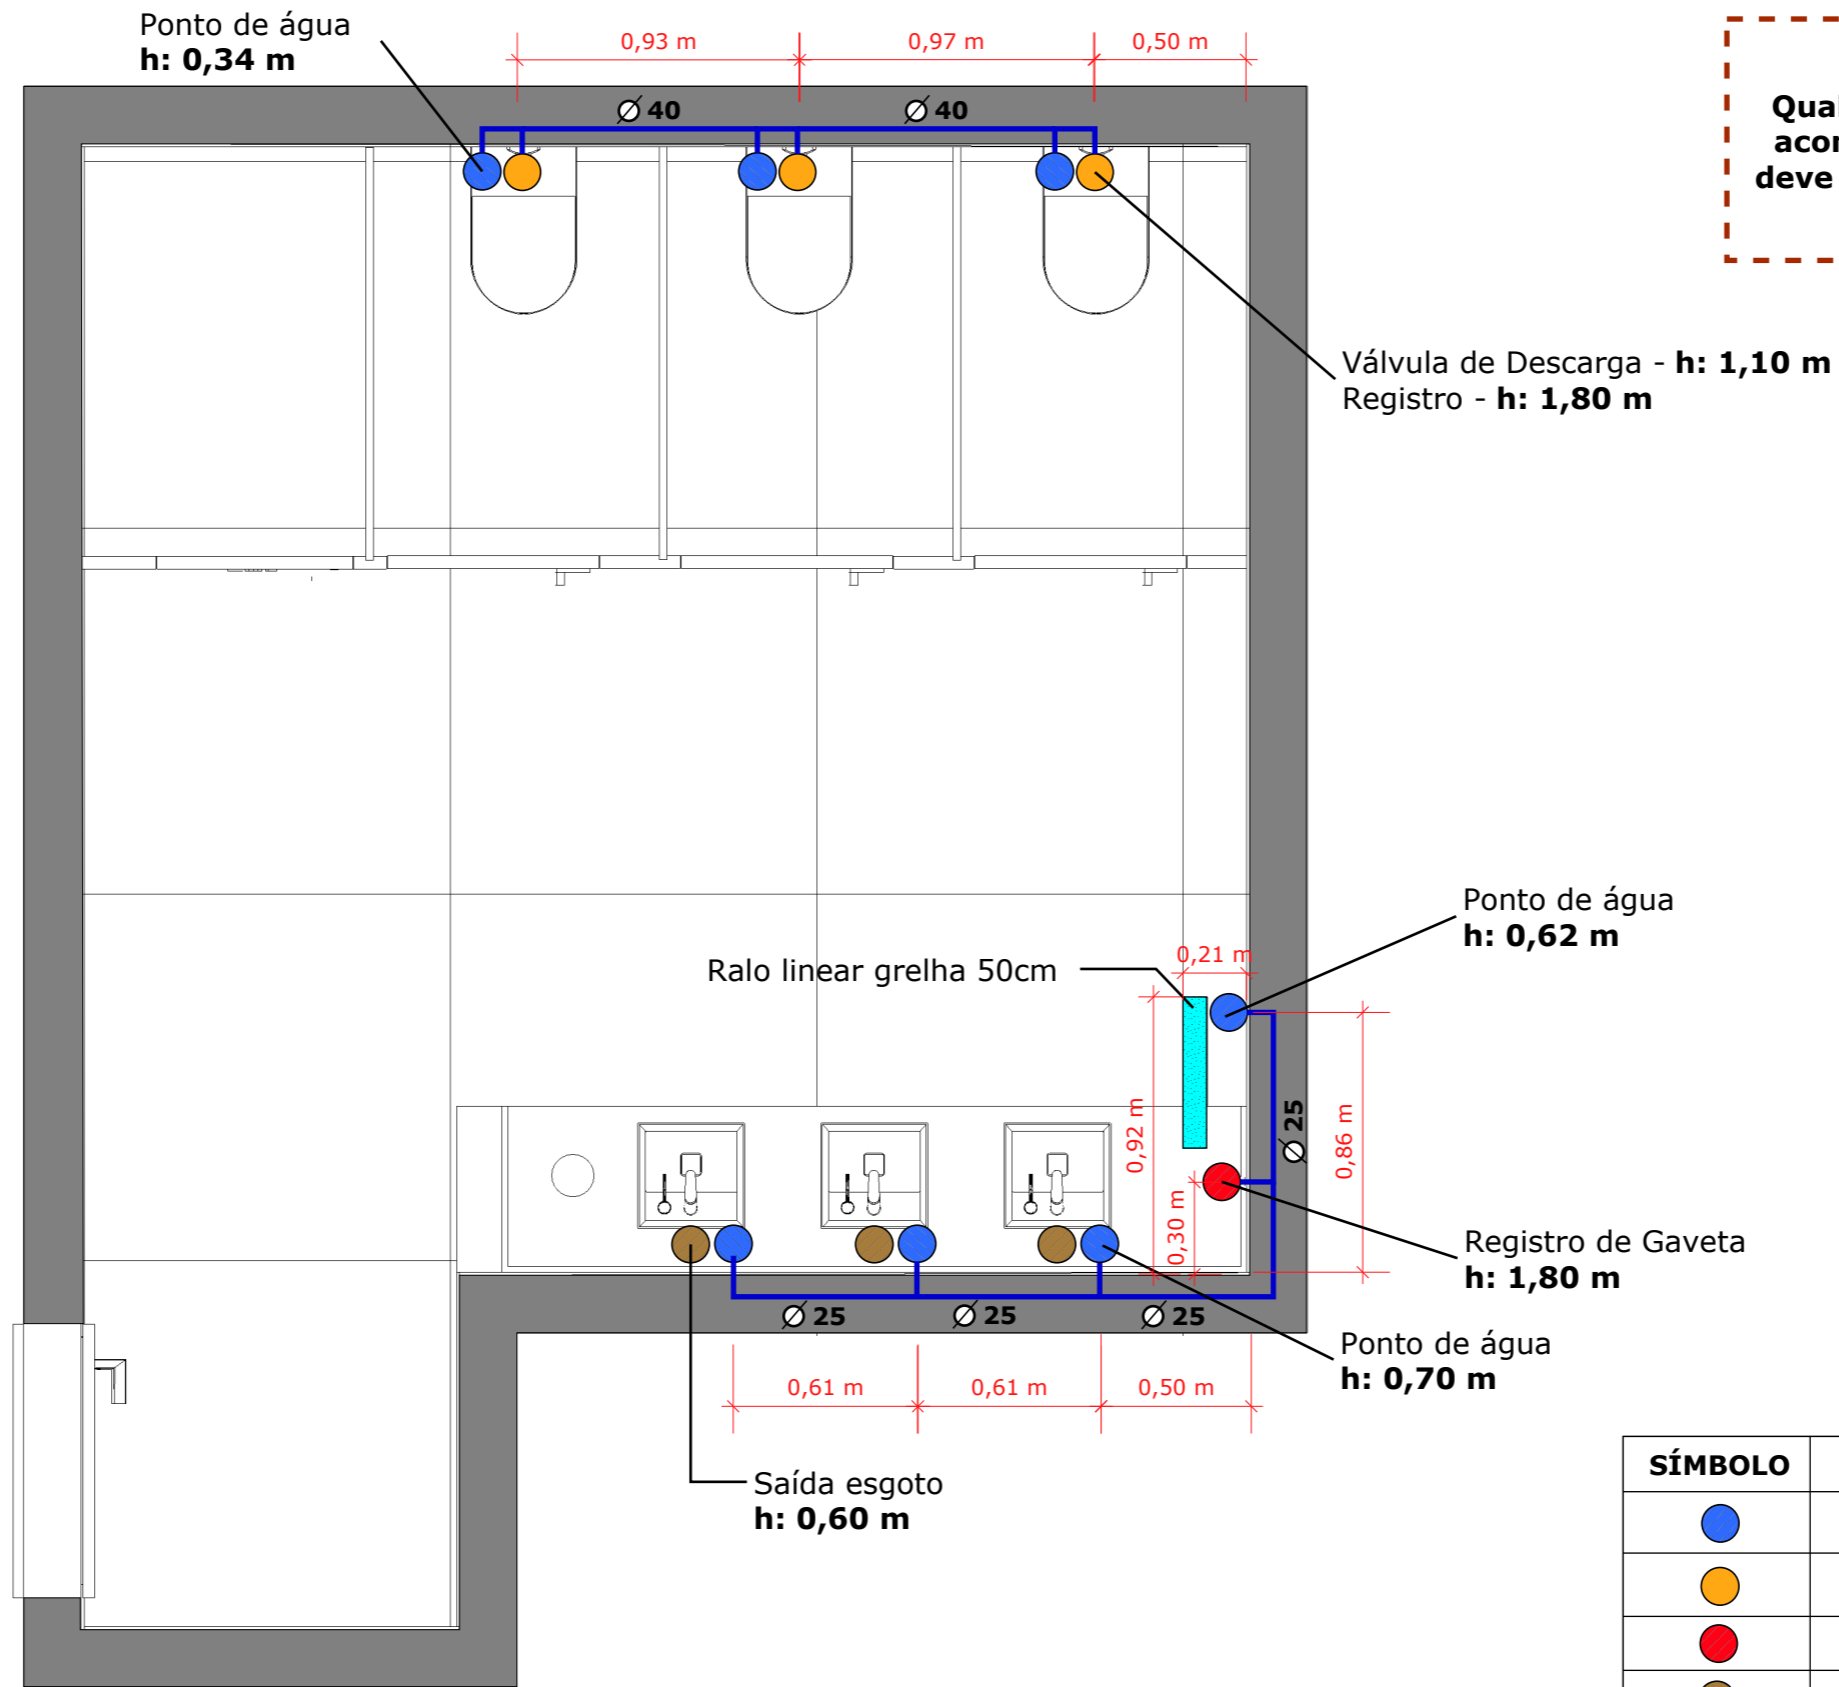 Ponto de água
h: 0,34 m
0,93 m
0,97 m
0,50 m
Ø 40
Ø 40
deve
Válvula de Descarga - h: 1,10 m
Registro - h: 1,80 m
Ponto de água
h: 0,62 m
0,21 m
Ralo linear grelha 50cm
0,92 m
Ø 25
0,86 m
0,30 m
Registro de Gaveta
h: 1,80 m
Ø 25
Ø 25
Ø 25
Ponto de água
h: 0,70 m
0,61 m
0,61 m
0,50 m
Saída esgoto
h: 0,60 m
SÍMBOLO